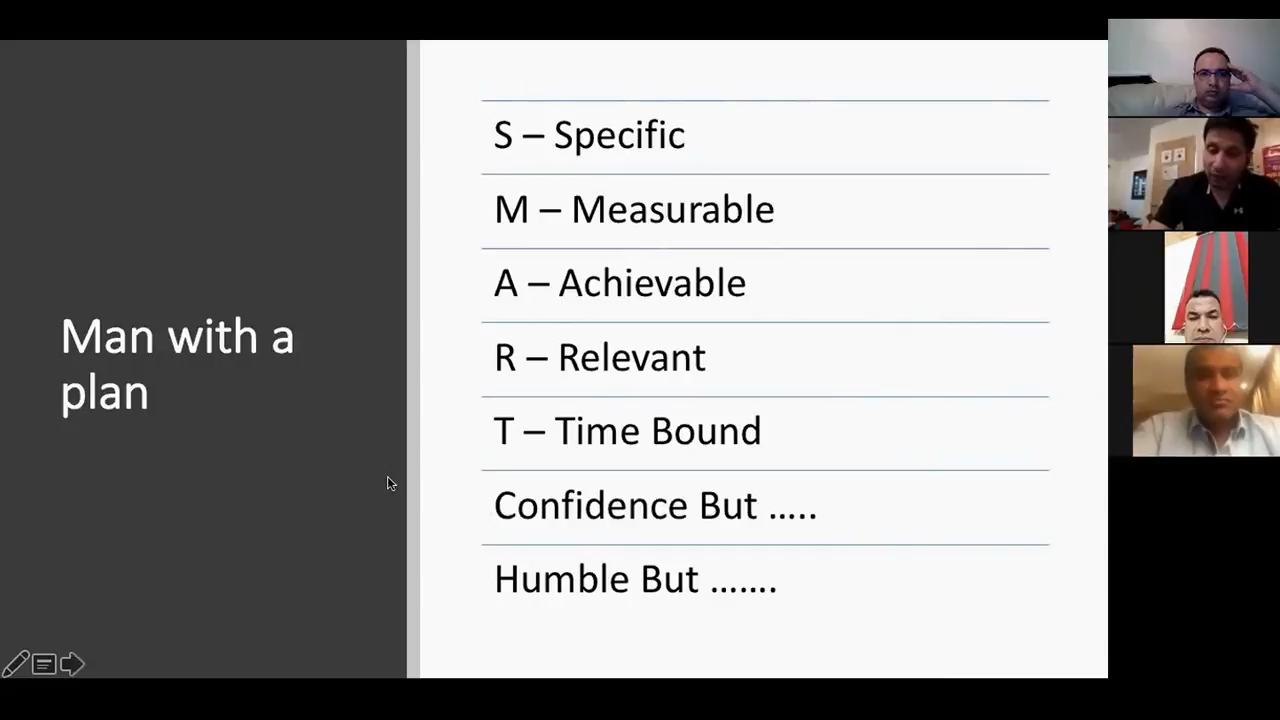 Man with a
plan
S – Specific
M – Measurable
A – Achievable
R – Relevant
T – Time Bound
Confidence But …..
Humble But …….